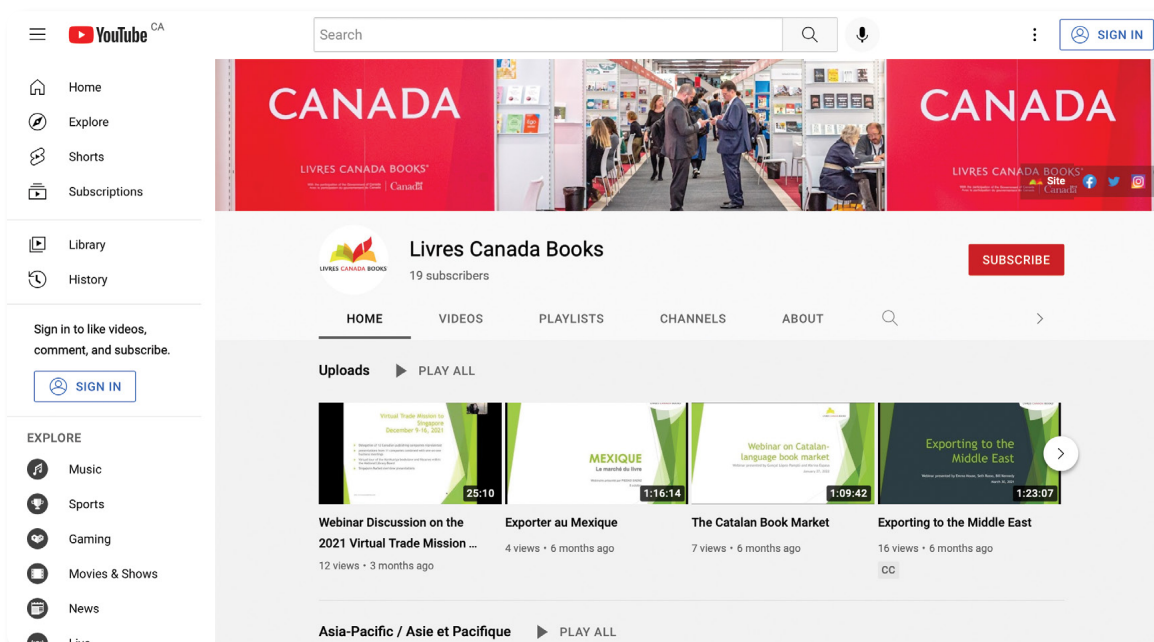 YouTube CA
Search
SIGN IN
Home
Explore
Shorts
Subscriptions
Library
History
Sign in to like videos,
comment, and subscribe.
SIGN IN
EXPLORE
Music
Sports
Gaming
Movies & Shows
News
CANADA
LIVRES CANADA BOOKS
Canada
CANADA
LIVRES CANADA BOOKS
Canada
Site
LIVRES CANADA BOOKS
Livres Canada Books
19 subscribers
SUBSCRIBE
HOME
VIDEOS
PLAYLISTS
CHANNELS
ABOUT
Uploads
PLAY ALL
Virtual Trade Mission to
Singapore
December 9-16, 2021
25:10
Webinar Discussion on the
2021 Virtual Trade Mission ...
12 views • 3 months ago
MEXIQUE
Le marché du livre
1:16:14
Exporter au Mexique
4 views • 6 months ago
Webinar on Catalan-
language book market
1:09:42
The Catalan Book Market
7 views • 6 months ago
Exporting to the
Middle East
1:23:07
Exporting to the Middle East
16 views • 6 months ago
CC
Asia-Pacific / Asie et Pacifique
PLAY ALL